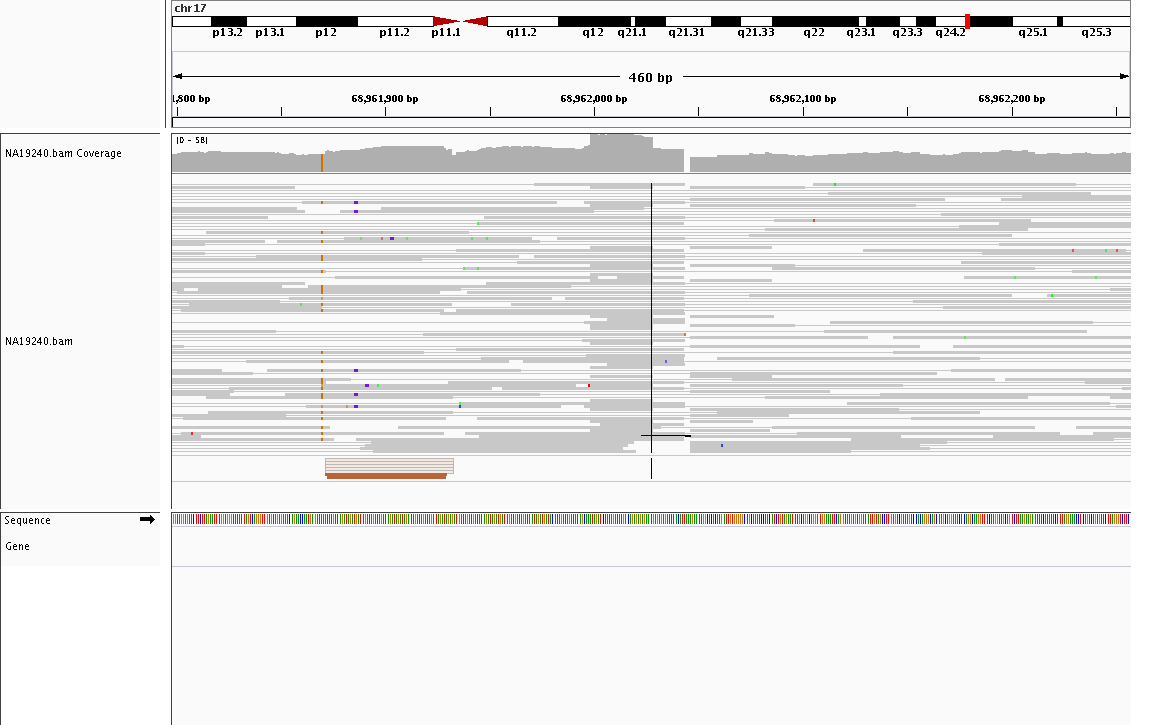 chr17
p13.2 p13.1 p12 p11.2 p11.1 q11.2 q12 q21.1 q21.31 q21.33 q22 q23.1 q23.3 q24.2 q25.1 q25.3
460 bp
1,800 bp 68,961,900 bp 68,962,000 bp 68,962,100 bp 68,962,200 bp
[0 - 58]
NA19240.bam Coverage
NA19240.bam
Sequence
Gene